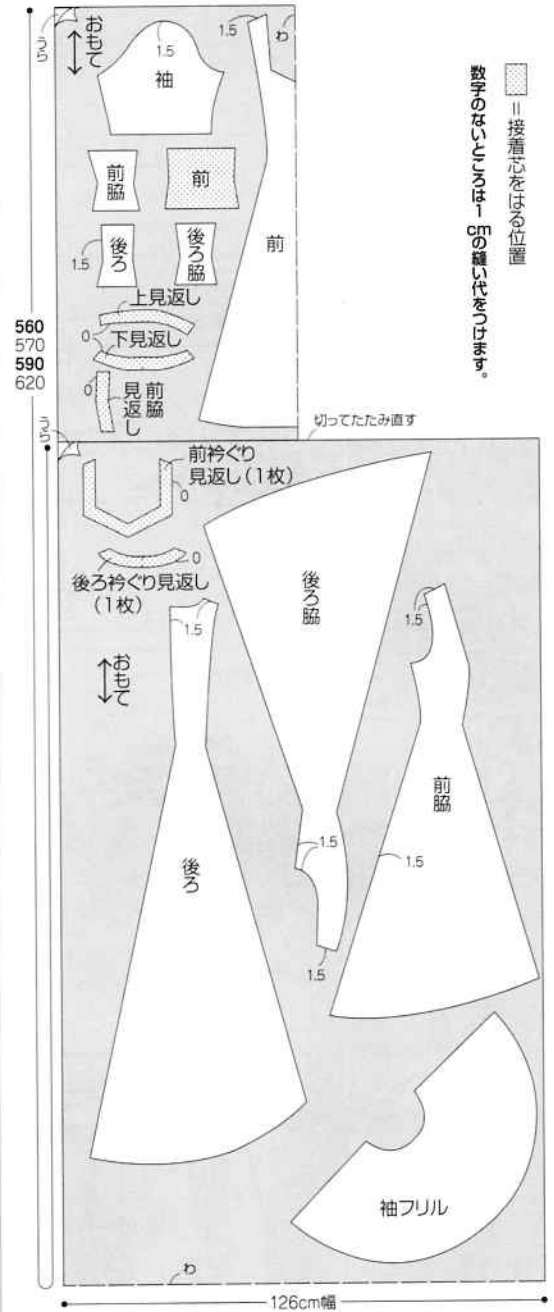 うら
おもて
1.5
袖
1.5
わ
前脇
前
1.5
後ろ
後ろ脇
前
上見返し
0
下見返し
0
前脇
見返し
＝接着芯をはる位置
数字のないところは1cmの縫い代をつけます。
560
570
590
620
切ってたたみ直す
うら
前衿ぐり
見返し（1枚）
0
0
後ろ衿ぐり見返し
（1枚）
1.5
おもて
後ろ脇
1.5
前脇
1.5
1.5
後ろ
1.5
袖フリル
わ
126cm幅